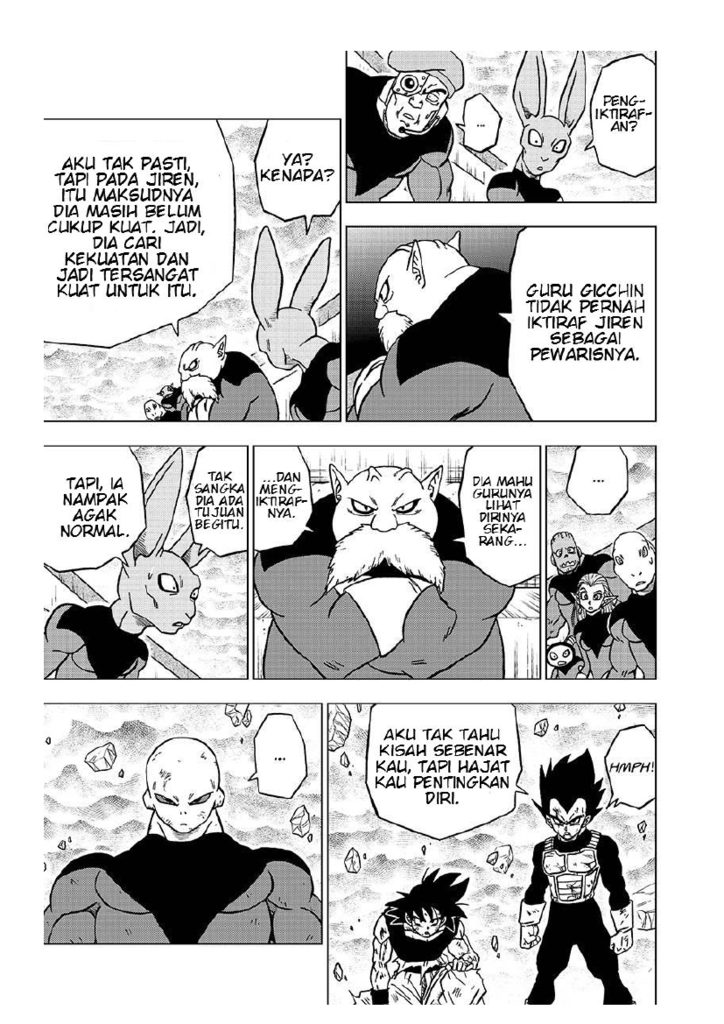 PENG-
IKTIRAF-
AN?
...
GURU GICCHIN
TIDAK PERNAH
IKTIRAF JIREN
SEBAGAI
PEWARISNYA.
YA?
KENAPA?
AKU TAK PASTI,
TAPI PADA JIREN,
ITU MAKSUDNYA
DIA MASIH BELUM
CUKUP KUAT. JADI,
DIA CARI
KEKUATAN DAN
JADI TERSANGAT
KUAT UNTUK ITU.
...
DIA MAHU
GURUNYA
LIHAT
DIRINYA
SEKA-
RANG...
...DAN
MENG-
IKTIRAF-
NYA.
TAK
SANGKA
DIA ADA
TUJUAN
BEGITU.
TAPI, IA
NAMPAK
AGAK
NORMAL.
HMPH!
AKU TAK TAHU
KISAH SEBENAR
KAU, TAPI HAJAT
KAU PENTINGKAN
DIRI.
...